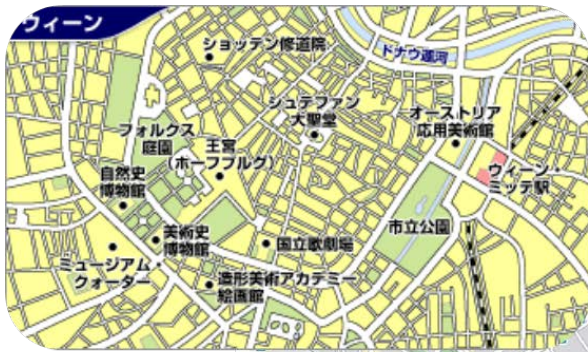 ウィーン
ショッテン修道院
ドナウ運河
シュテファン
大聖堂
オーストリア
応用美術館
フォルクス
庭園
王宮
(ホーフブルグ)
自然史
博物館
ウィーン・
ミッテ駅
美術史
博物館
国立歌劇場
市立公園
ミュージアム・
クォーター
造形美術アカデミー
絵画館